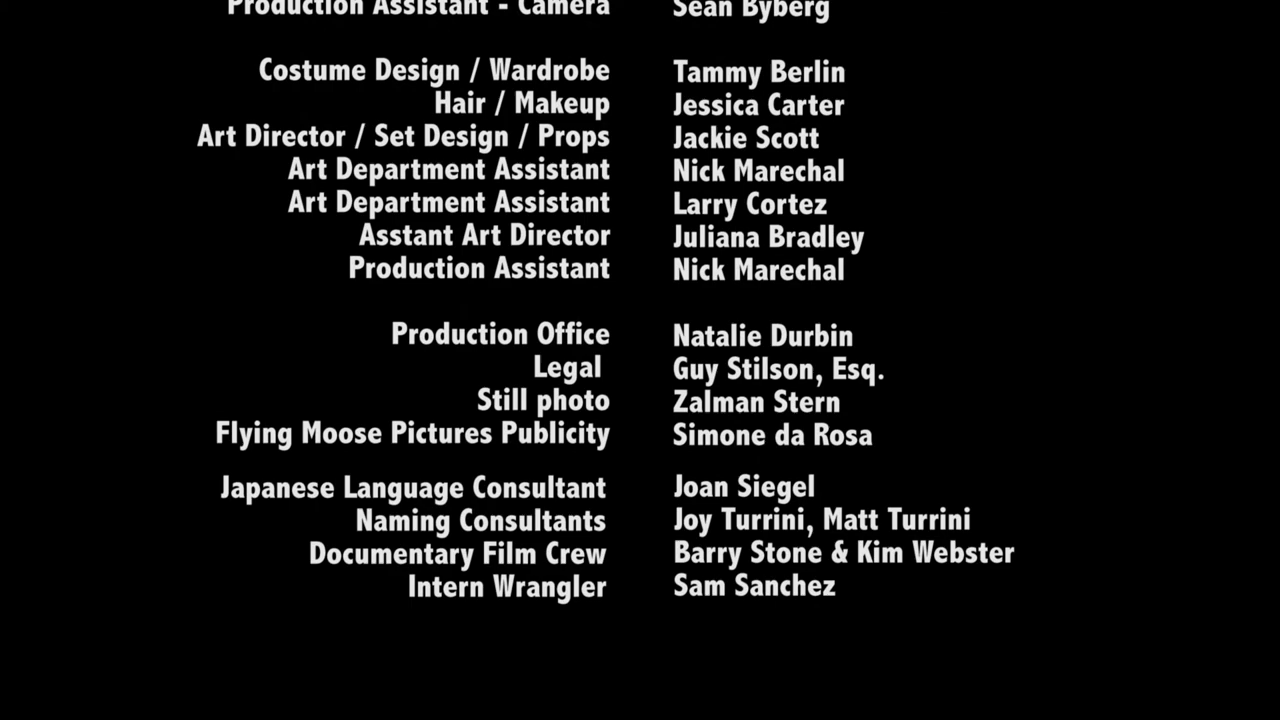 Production Assistant - Camera Sean Byberg
Costume Design / Wardrobe Tammy Berlin
Hair / Makeup Jessica Carter
Art Director / Set Design / Props Jackie Scott
Art Department Assistant Nick Marechal
Art Department Assistant Larry Cortez
Asstant Art Director Juliana Bradley
Production Assistant Nick Marechal
Production Office Natalie Durbin
Legal Guy Stilson, Esq.
Still photo Zalman Stern
Flying Moose Pictures Publicity Simone da Rosa
Japanese Language Consultant Joan Siegel
Naming Consultants Joy Turrini, Matt Turrini
Documentary Film Crew Barry Stone & Kim Webster
Intern Wrangler Sam Sanchez